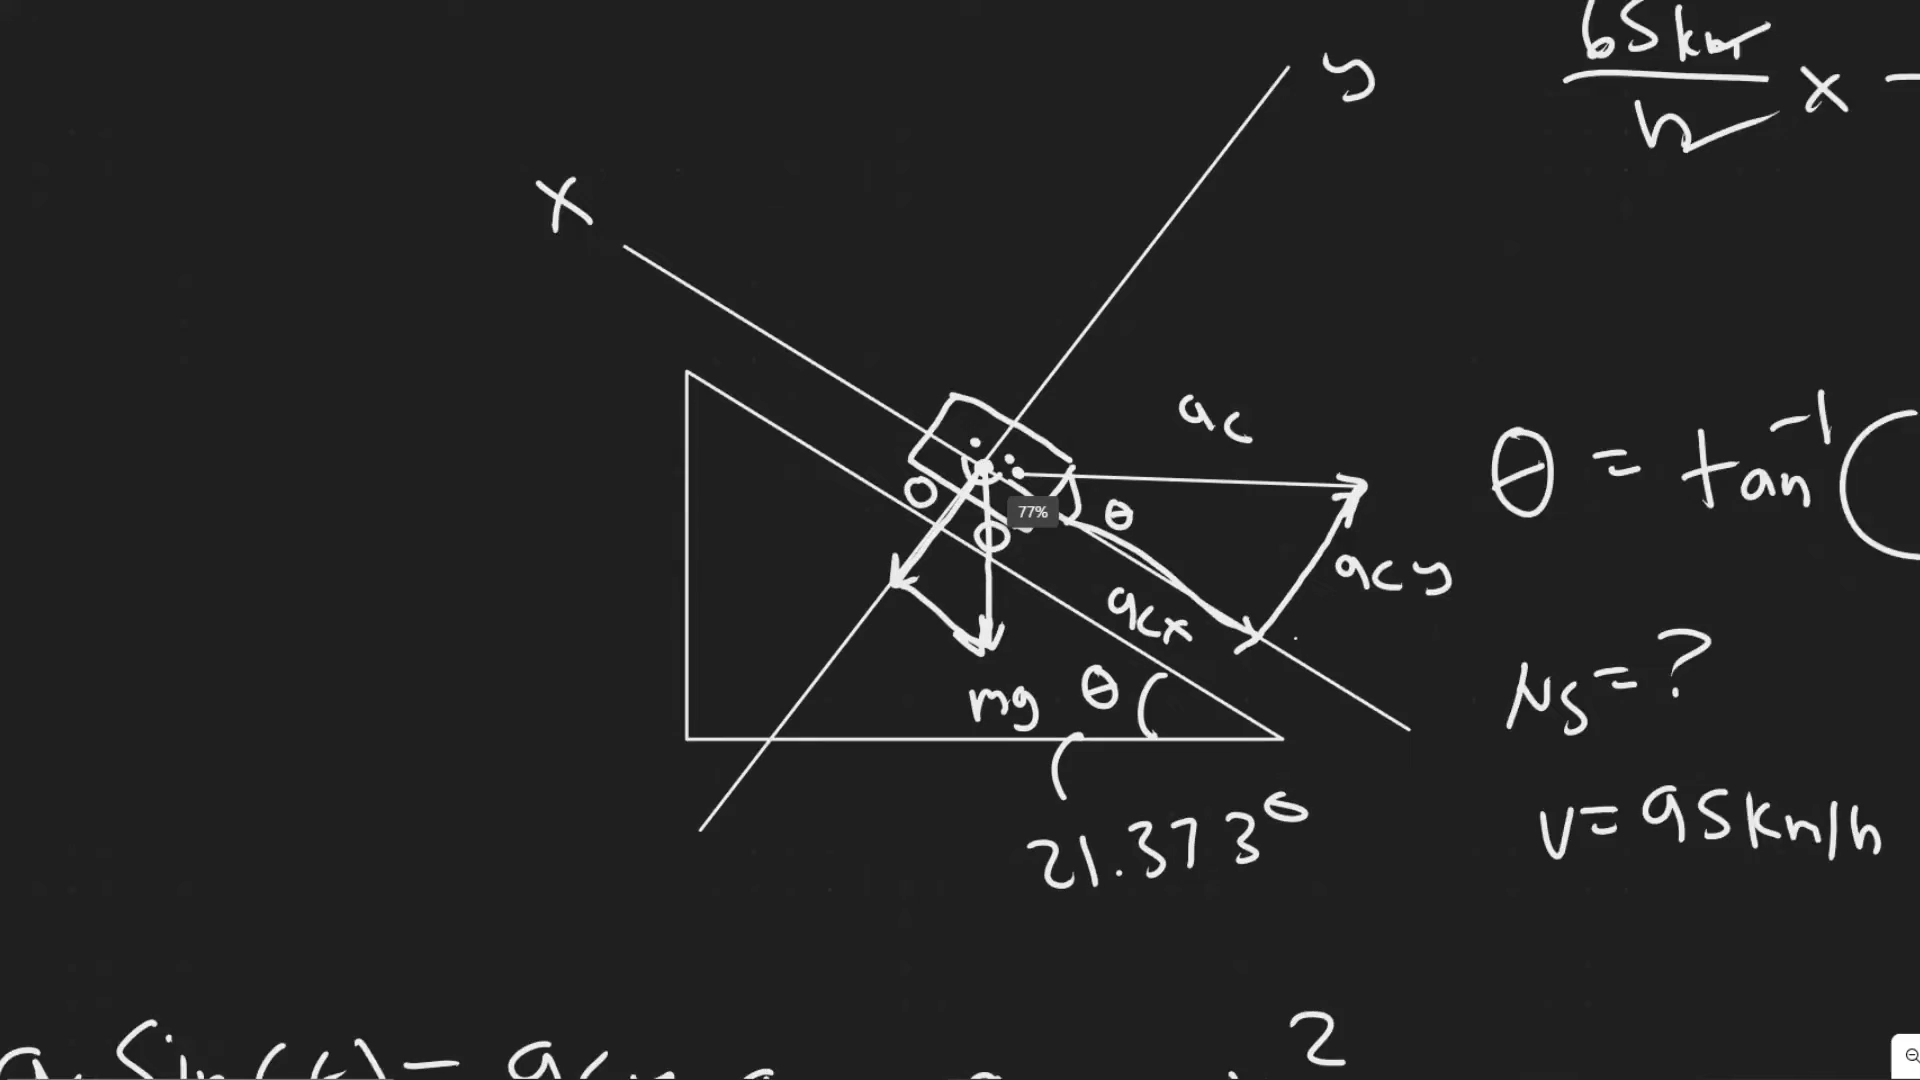 65km
h
x
y
x
ac
θ = tan⁻¹(
θ
θ
77%
θ
acy
acx
μs = ?
mg
θ
21.373°
v = 95km/h
2